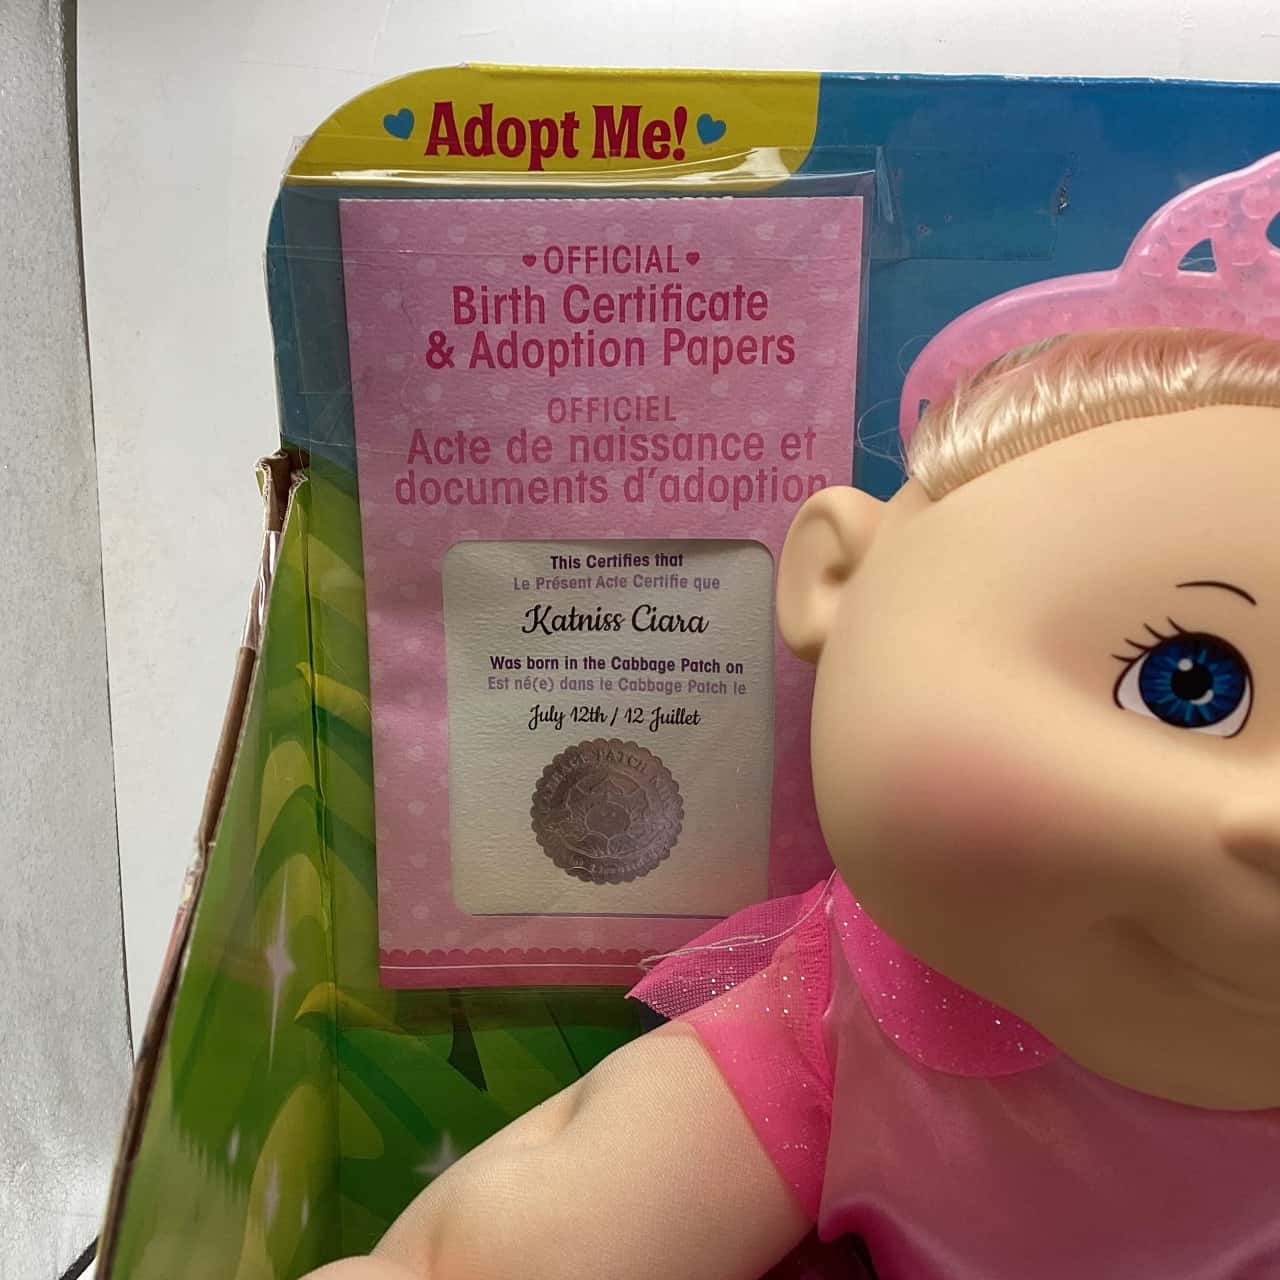 Adopt Me!
OFFICIAL
Birth Certificate
& Adoption Papers
OFFICIEL
Acte de naissance et
documents d'adoption
This Certifies that
Le Présent Acte Certifie que
Katniss Ciara
Was born in the Cabbage Patch on
Est né(e) dans le Cabbage Patch le
July 12th / 12 Juillet
PATCH